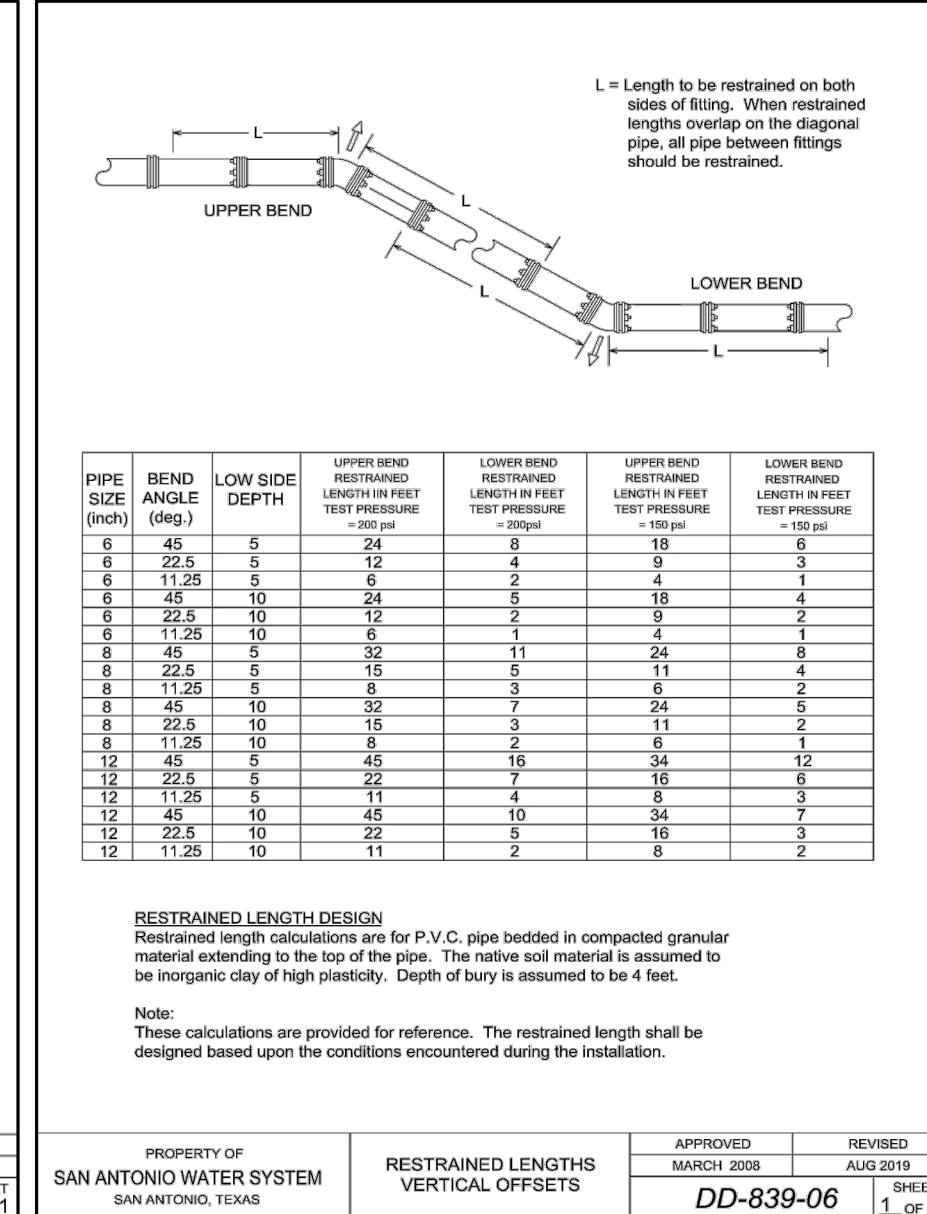 L = Length to be restrained on both
sides of fitting. When restrained
lengths overlap on the diagonal
pipe, all pipe between fittings
should be restrained.
L
UPPER BEND
L
L
LOWER BEND
L
PIPE SIZE (inch) BEND ANGLE (deg.) LOW SIDE DEPTH UPPER BEND RESTRAINED LENGTH IIN FEET TEST PRESSURE = 200 psi LOWER BEND RESTRAINED LENGTH IN FEET TEST PRESSURE = 200psi UPPER BEND RESTRAINED LENGTH IN FEET TEST PRESSURE = 150 psi LOWER BEND RESTRAINED LENGTH IN FEET TEST PRESSURE = 150 psi
6 45 5 24 8 18 6
6 22.5 5 12 4 9 3
6 11.25 5 6 2 4 1
6 45 10 24 5 18 4
6 22.5 10 12 2 9 2
6 11.25 10 6 1 4 1
8 45 5 32 11 24 8
8 22.5 5 15 5 11 4
8 11.25 5 8 3 6 2
8 45 10 32 7 24 5
8 22.5 10 15 3 11 2
8 11.25 10 8 2 6 1
12 45 5 45 16 34 12
12 22.5 5 22 7 16 6
12 11.25 5 11 4 8 3
12 45 10 45 10 34 7
12 22.5 10 22 5 16 3
12 11.25 10 11 2 8 2
RESTRAINED LENGTH DESIGN
Restrained length calculations are for P.V.C. pipe bedded in compacted granular
material extending to the top of the pipe. The native soil material is assumed to
be inorganic clay of high plasticity. Depth of bury is assumed to be 4 feet.
Note:
These calculations are provided for reference. The restrained length shall be
designed based upon the conditions encountered during the installation.
PROPERTY OF
SAN ANTONIO WATER SYSTEM
SAN ANTONIO, TEXAS
RESTRAINED LENGTHS
VERTICAL OFFSETS
APPROVED REVISED
MARCH 2008 AUG 2019
DD-839-06
1 OF